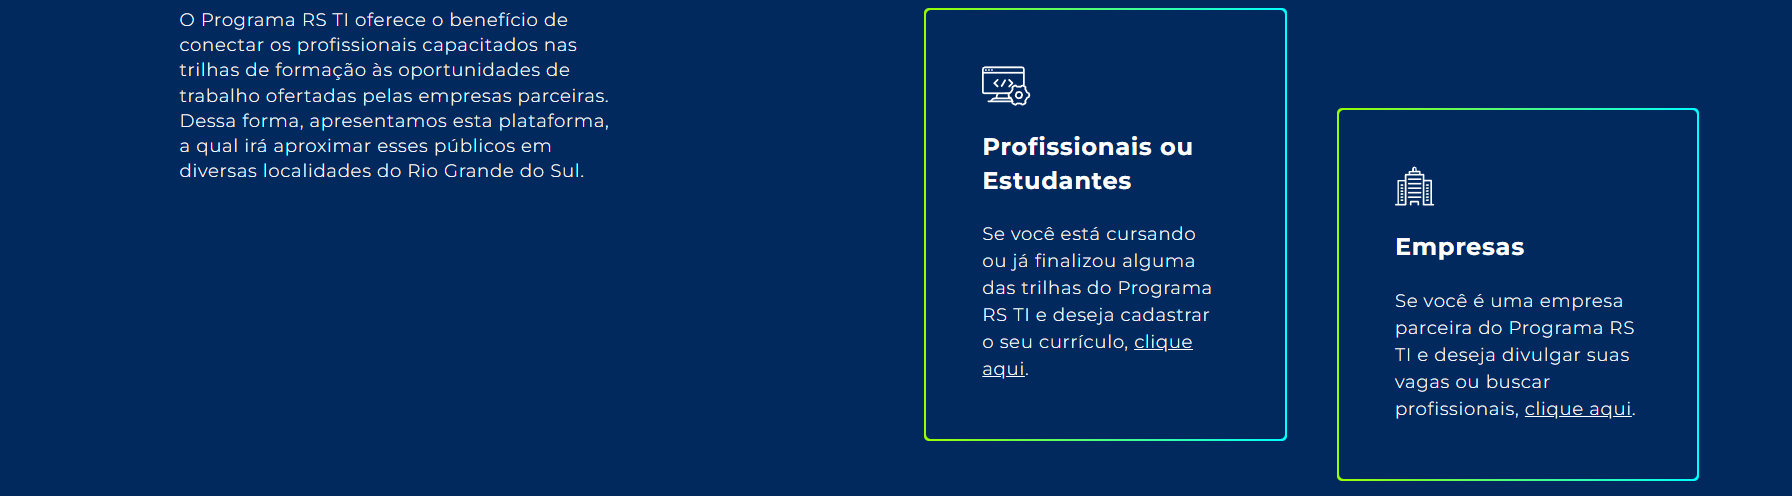 O Programa RS TI oferece o benefício de
conectar os profissionais capacitados nas
trilhas de formação às oportunidades de
trabalho ofertadas pelas empresas parceiras.
Dessa forma, apresentamos esta plataforma,
a qual irá aproximar esses públicos em
diversas localidades do Rio Grande do Sul.
Profissionais ou
Estudantes
Se você está cursando
ou já finalizou alguma
das trilhas do Programa
RS TI e deseja cadastrar
o seu currículo, clique
aqui.
Empresas
Se você é uma empresa
parceira do Programa RS
TI e deseja divulgar suas
vagas ou buscar
profissionais, clique aqui.